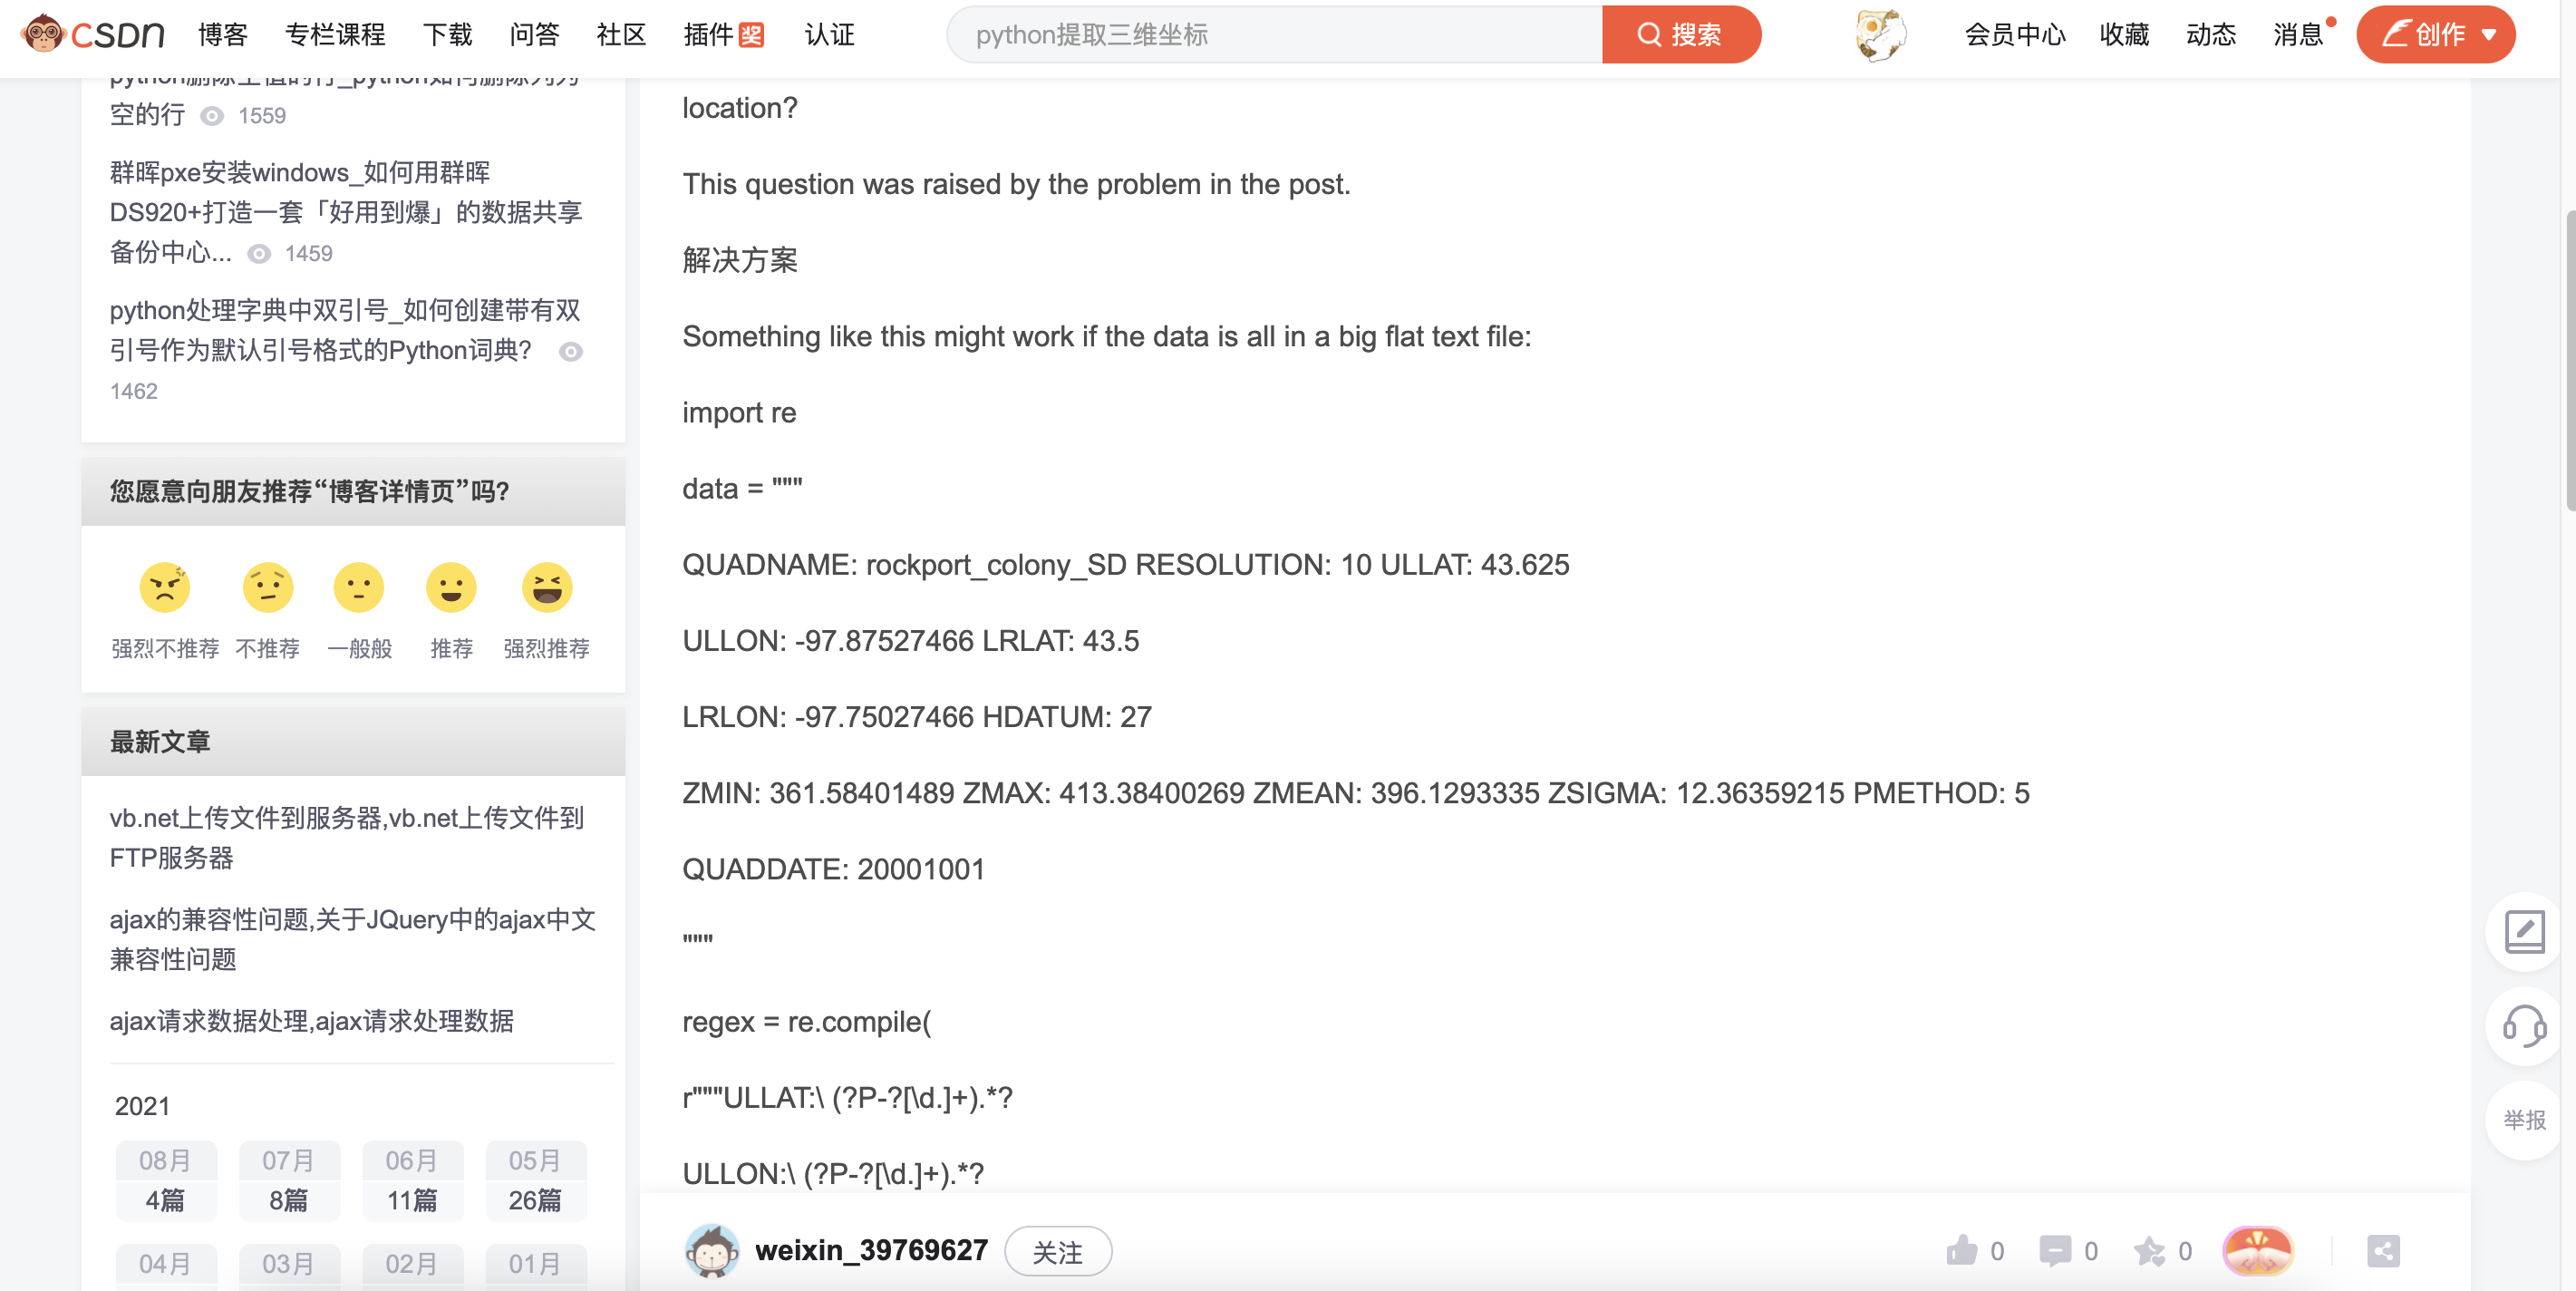 CSDN 博客 专栏课程 下载 问答 社区 插件 奖 认证 python提取三维坐标 搜索 会员中心 收藏 动态 消息 创作
空的行 1559
群晖pxe安装windows_如何用群晖
DS920+打造一套「好用到爆」的数据共享
备份中心... 1459
python处理字典中双引号_如何创建带有双
引号作为默认引号格式的Python词典?
1462
您愿意向朋友推荐“博客详情页”吗?
强烈不推荐 不推荐 一般般 推荐 强烈推荐
最新文章
vb.net上传文件到服务器,vb.net上传文件到
FTP服务器
ajax的兼容性问题,关于JQuery中的ajax中文
兼容性问题
ajax请求数据处理,ajax请求处理数据
2021
08月 07月 06月 05月
4篇 8篇 11篇 26篇
04月 03月 02月 01月
location?
This question was raised by the problem in the post.
解决方案
Something like this might work if the data is all in a big flat text file:
import re
data = """
QUADNAME: rockport_colony_SD RESOLUTION: 10 ULLAT: 43.625
ULLON: -97.87527466 LRLAT: 43.5
LRLON: -97.75027466 HDATUM: 27
ZMIN: 361.58401489 ZMAX: 413.38400269 ZMEAN: 396.1293335 ZSIGMA: 12.36359215 PMETHOD: 5
QUADDATE: 20001001
"""
regex = re.compile(
r"""ULLAT:\ (?P-?[\d.]+).*?
ULLON:\ (?P-?[\d.]+).*?
weixin_39769627 关注 0 0 0
举报